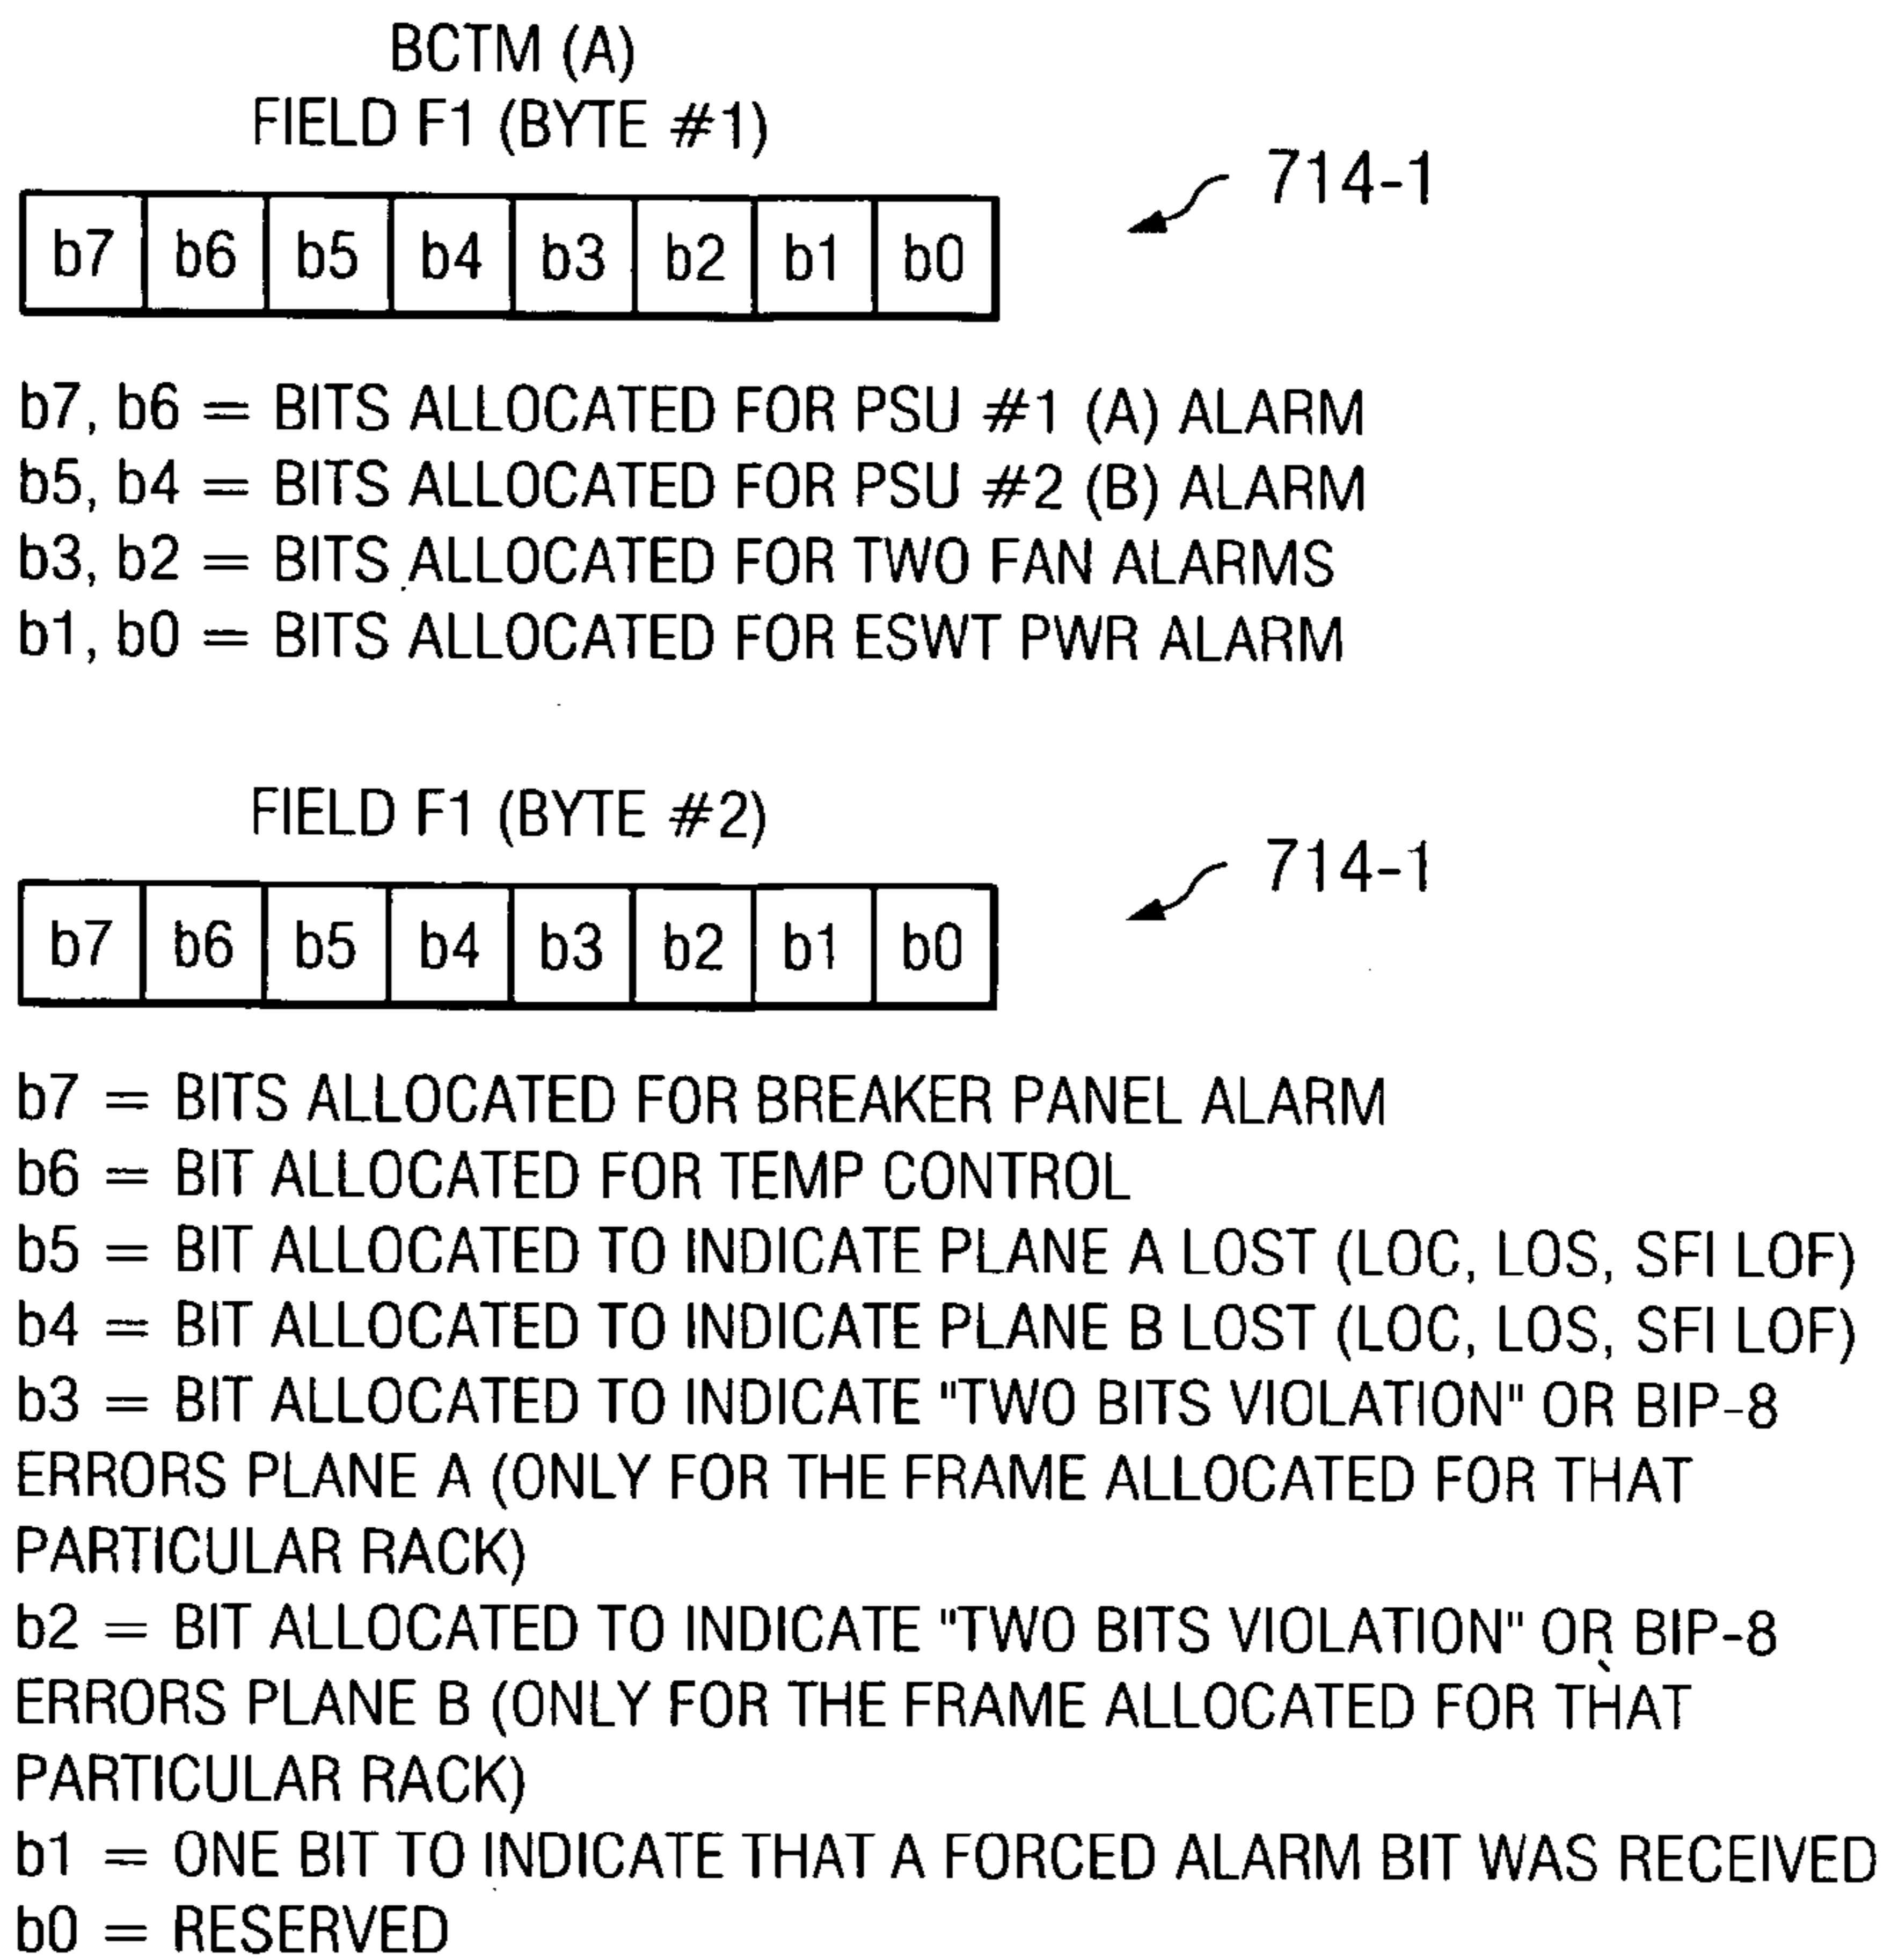 BCTM (A)
FIELD F1 (BYTE #1)
714-1
b7 b6 b5 b4 b3 b2 b1 b0
b7, b6 = BITS ALLOCATED FOR PSU #1 (A) ALARM
b5, b4 = BITS ALLOCATED FOR PSU #2 (B) ALARM
b3, b2 = BITS ALLOCATED FOR TWO FAN ALARMS
b1, b0 = BITS ALLOCATED FOR ESWT PWR ALARM
FIELD F1 (BYTE #2)
714-1
b7 b6 b5 b4 b3 b2 b1 b0
b7 = BITS ALLOCATED FOR BREAKER PANEL ALARM
b6 = BIT ALLOCATED FOR TEMP CONTROL
b5 = BIT ALLOCATED TO INDICATE PLANE A LOST (LOC, LOS, SFI LOF)
b4 = BIT ALLOCATED TO INDICATE PLANE B LOST (LOC, LOS, SFI LOF)
b3 = BIT ALLOCATED TO INDICATE "TWO BITS VIOLATION" OR BIP-8
ERRORS PLANE A (ONLY FOR THE FRAME ALLOCATED FOR THAT
PARTICULAR RACK)
b2 = BIT ALLOCATED TO INDICATE "TWO BITS VIOLATION" OR BIP-8
ERRORS PLANE B (ONLY FOR THE FRAME ALLOCATED FOR THAT
PARTICULAR RACK)
b1 = ONE BIT TO INDICATE THAT A FORCED ALARM BIT WAS RECEIVED
b0 = RESERVED